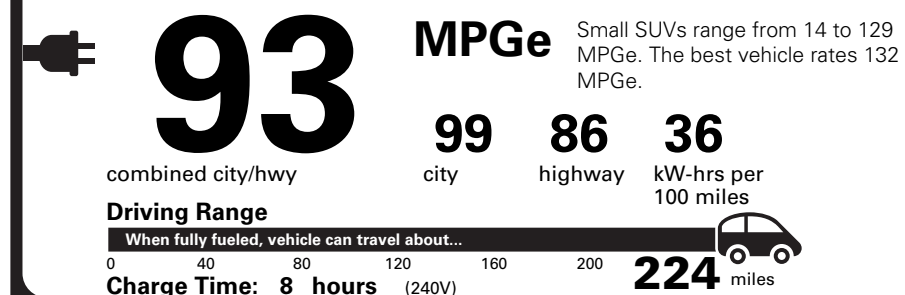 93
combined city/hwy
MPGe
Small SUVs range from 14 to 129
MPGe. The best vehicle rates 132
MPGe.
99
city
86
highway
36
kW-hrs per
100 miles
Driving Range
When fully fueled, vehicle can travel about...
0 40 80 120 160 200 224 miles
Charge Time: 8 hours (240V)